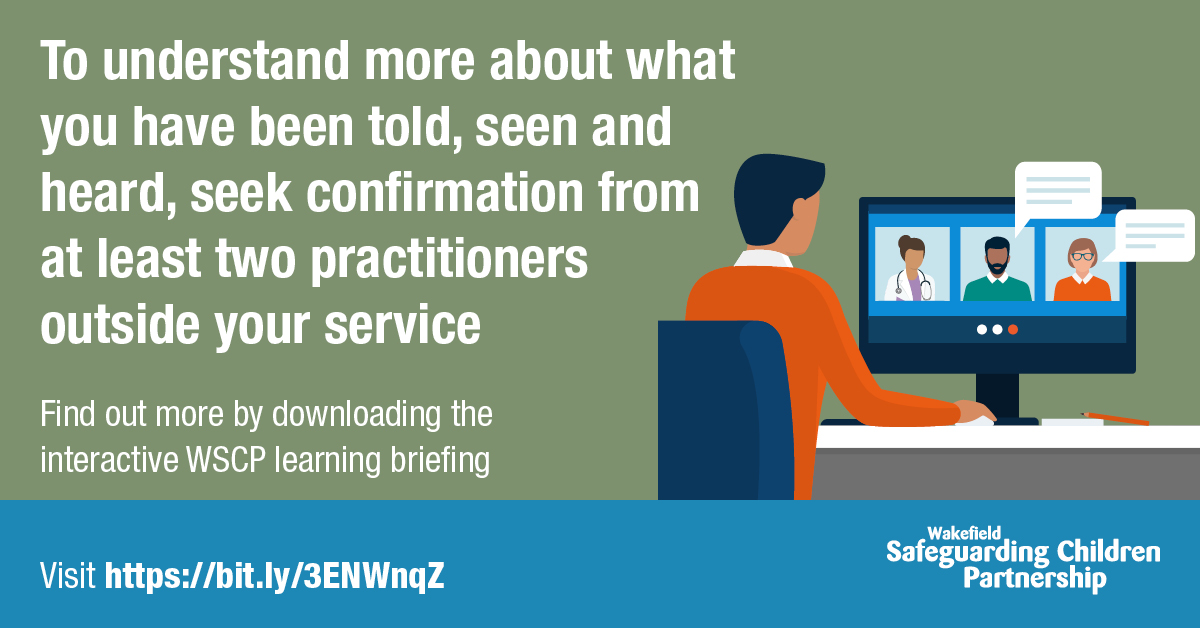 To understand more about what
you have been told, seen and
heard, seek confirmation from
at least two practitioners
outside your service
Find out more by downloading the
interactive WSCP learning briefing
Visit https://bit.ly/3ENWnqZ
Wakefield
Safeguarding Children
Partnership